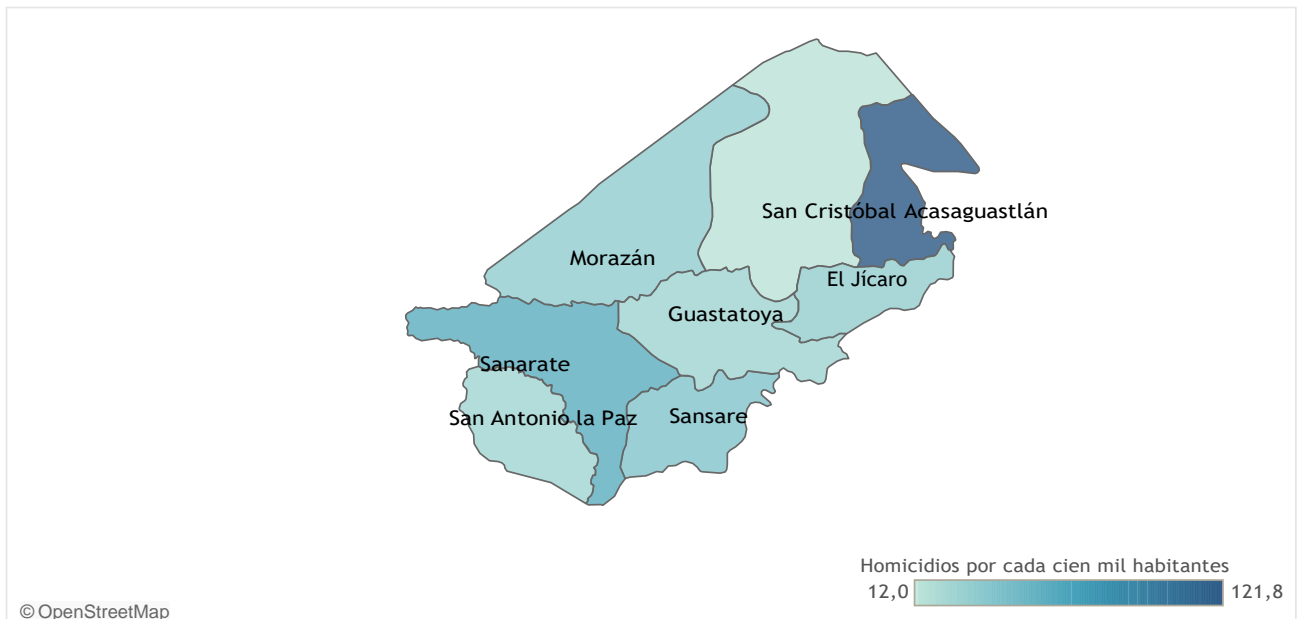 San Cristóbal Acasaguastlán
Morazán
El Jícaro
Guastatoya
Sanarate
San Antonio la Paz
Sansare
Homicidios por cada cien mil habitantes
12,0
121,8
© OpenStreetMap